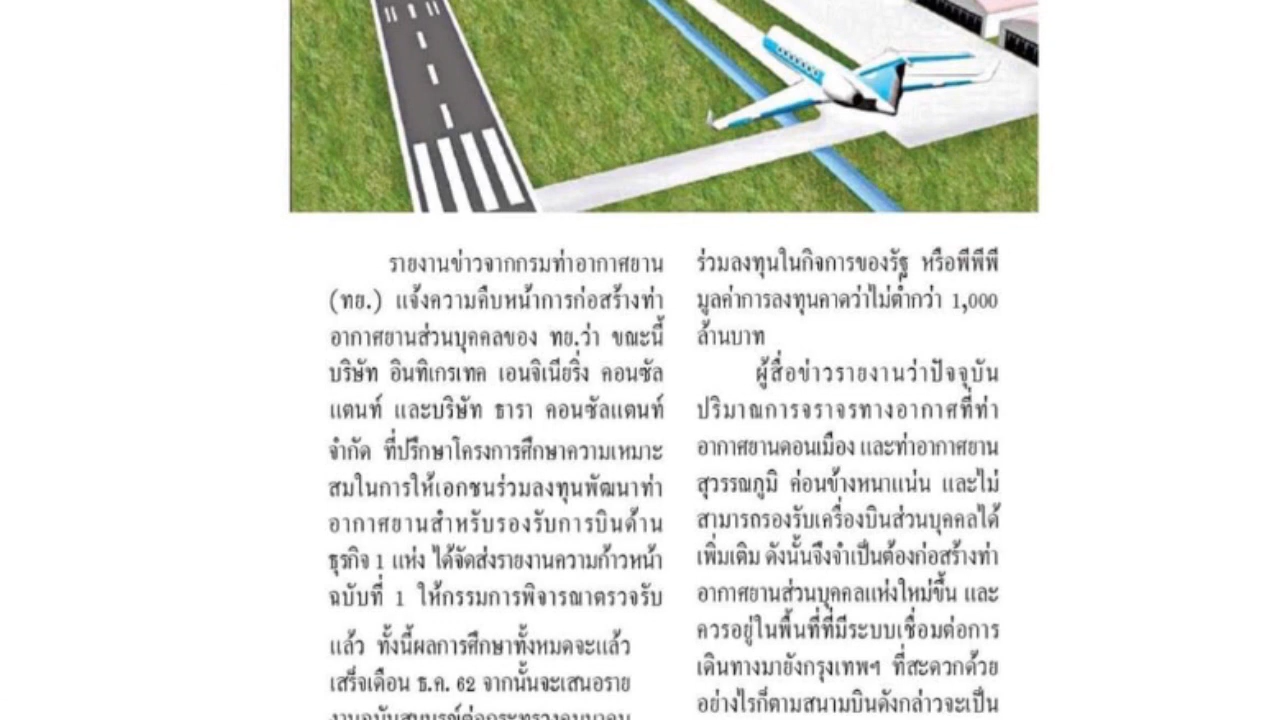 รายงานข่าวจากกรมท่าอากาศยาน
(ทย.) แจ้งความคืบหน้าการก่อสร้างท่า
อากาศยานส่วนบุคคลของ ทย.ว่า ขณะนี้
บริษัท อินทิเกรเทค เอนจิเนียริ่ง คอนซัล
แตนท์ และบริษัท ธารา คอนซัลแตนท์
จำกัด ที่ปรึกษาโครงการศึกษาความเหมาะ
สมในการให้เอกชนร่วมลงทุนพัฒนาท่า
อากาศยานสำหรับรองรับการบินด้าน
ธุรกิจ 1 แห่ง ได้จัดส่งรายงานความก้าวหน้า
ฉบับที่ 1 ให้กรรมการพิจารณาตรวจรับ
แล้ว ทั้งนี้ผลการศึกษาทั้งหมดจะแล้ว
เสร็จเดือน ธ.ค. 62 จากนั้นจะเสนอราย
งานฉบับสมบูรณ์ต่อกระทรวงคมนาคม
ร่วมลงทุนในกิจการของรัฐ หรือพีพีพี
มูลค่าการลงทุนคาดว่าไม่ต่ำกว่า 1,000
ล้านบาท
ผู้สื่อข่าวรายงานว่าปัจจุบัน
ปริมาณการจราจรทางอากาศที่ท่า
อากาศยานดอนเมือง และท่าอากาศยาน
สุวรรณภูมิ ค่อนข้างหนาแน่น และไม่
สามารถรองรับเครื่องบินส่วนบุคคลได้
เพิ่มเติม ดังนั้นจึงจำเป็นต้องก่อสร้างท่า
อากาศยานส่วนบุคคลแห่งใหม่ขึ้น และ
ควรอยู่ในพื้นที่ที่มีระบบเชื่อมต่อการ
เดินทางมายังกรุงเทพฯ ที่สะดวกด้วย
อย่างไรก็ตามสนามบินดังกล่าวจะเป็น